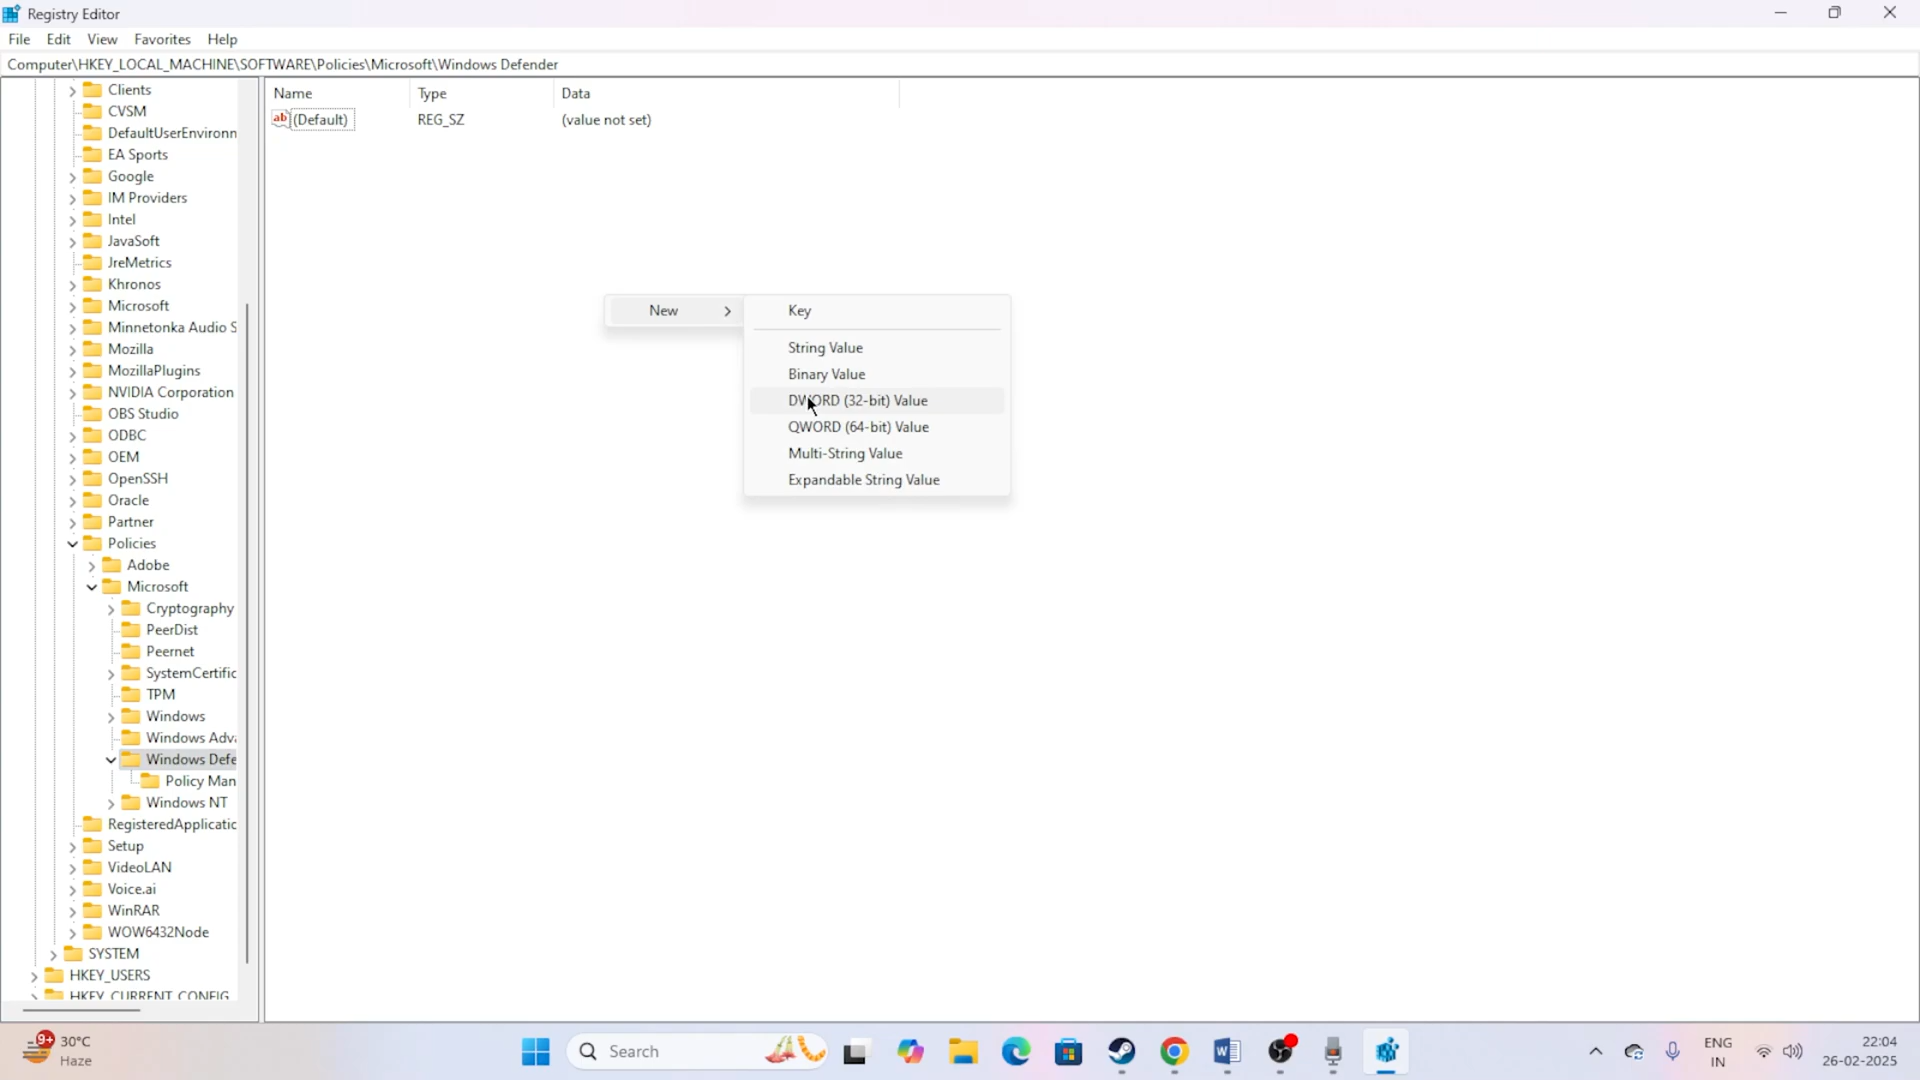 Registry Editor
File Edit View Favorites Help
Computer\HKEY_LOCAL_MACHINE\SOFTWARE\Policies\Microsoft\Windows Defender
Clients
CVSM
DefaultUserEnvironn
EA Sports
Google
IM Providers
Intel
JavaSoft
JreMetrics
Khronos
Microsoft
Minnetonka Audio S
Mozilla
MozillaPlugins
NVIDIA Corporation
OBS Studio
ODBC
OEM
OpenSSH
Oracle
Partner
Policies
Adobe
Microsoft
Cryptography
PeerDist
Peernet
SystemCertific
TPM
Windows
Windows Adva
Windows Defe
Policy Man
Windows NT
RegisteredApplicatic
Setup
VideoLAN
Voice.ai
WinRAR
WOW6432Node
SYSTEM
HKEY_USERS
HKEY_CURRENT_CONFIG
Name Type Data
ab (Default) REG_SZ (value not set)
New
Key
String Value
Binary Value
DWORD (32-bit) Value
QWORD (64-bit) Value
Multi-String Value
Expandable String Value
9+
30°C
Haze
Search
ENG
IN
22:04
26-02-2025